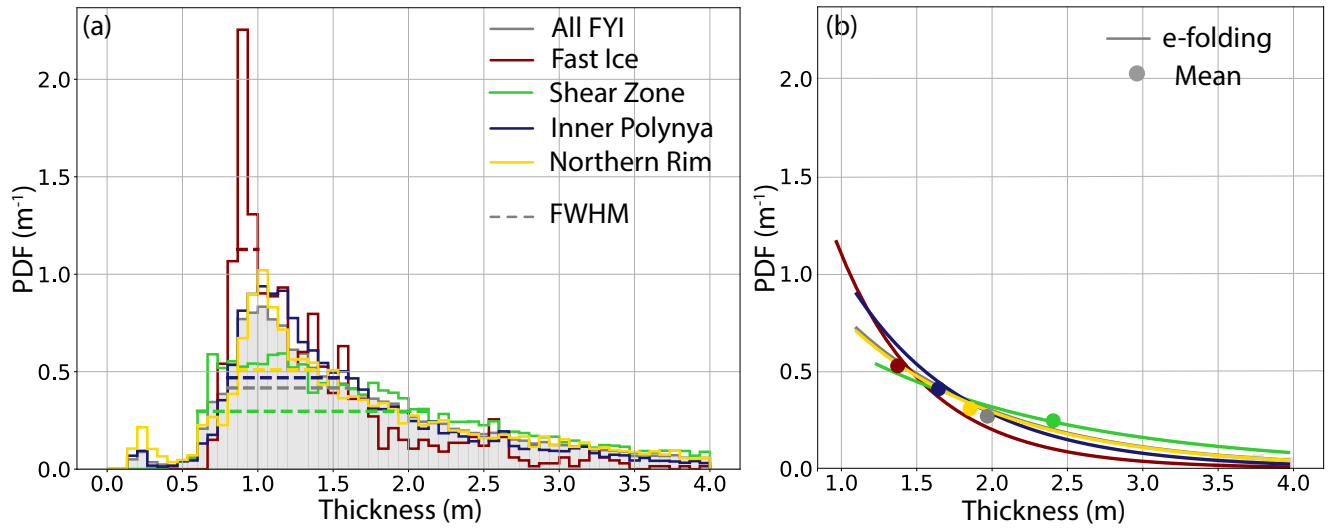 (a)
All FYI
Fast Ice
Shear Zone
Inner Polynya
Northern Rim
FWHM
PDF (m⁻¹)
2.0
1.5
1.0
0.5
0.0
0.0 0.5 1.0 1.5 2.0 2.5 3.0 3.5 4.0
Thickness (m)
(b)
e-folding
Mean
PDF (m⁻¹)
2.0
1.5
1.0
0.5
0.0
1.0 1.5 2.0 2.5 3.0 3.5 4.0
Thickness (m)